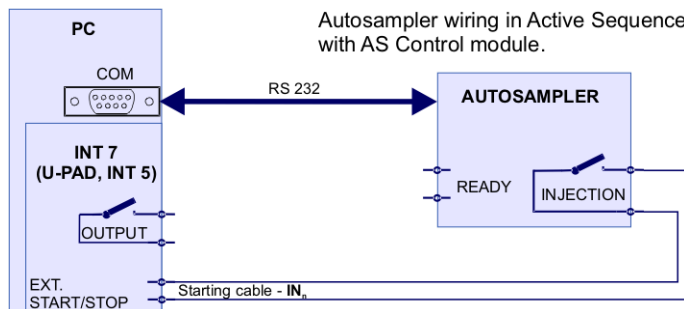 Autosampler wiring in Active Sequence
with AS Control module.
PC
COM
RS 232
AUTOSAMPLER
INT 7
(U-PAD, INT 5)
READY
INJECTION
OUTPUT
EXT.
START/STOP
Starting cable - INₙ